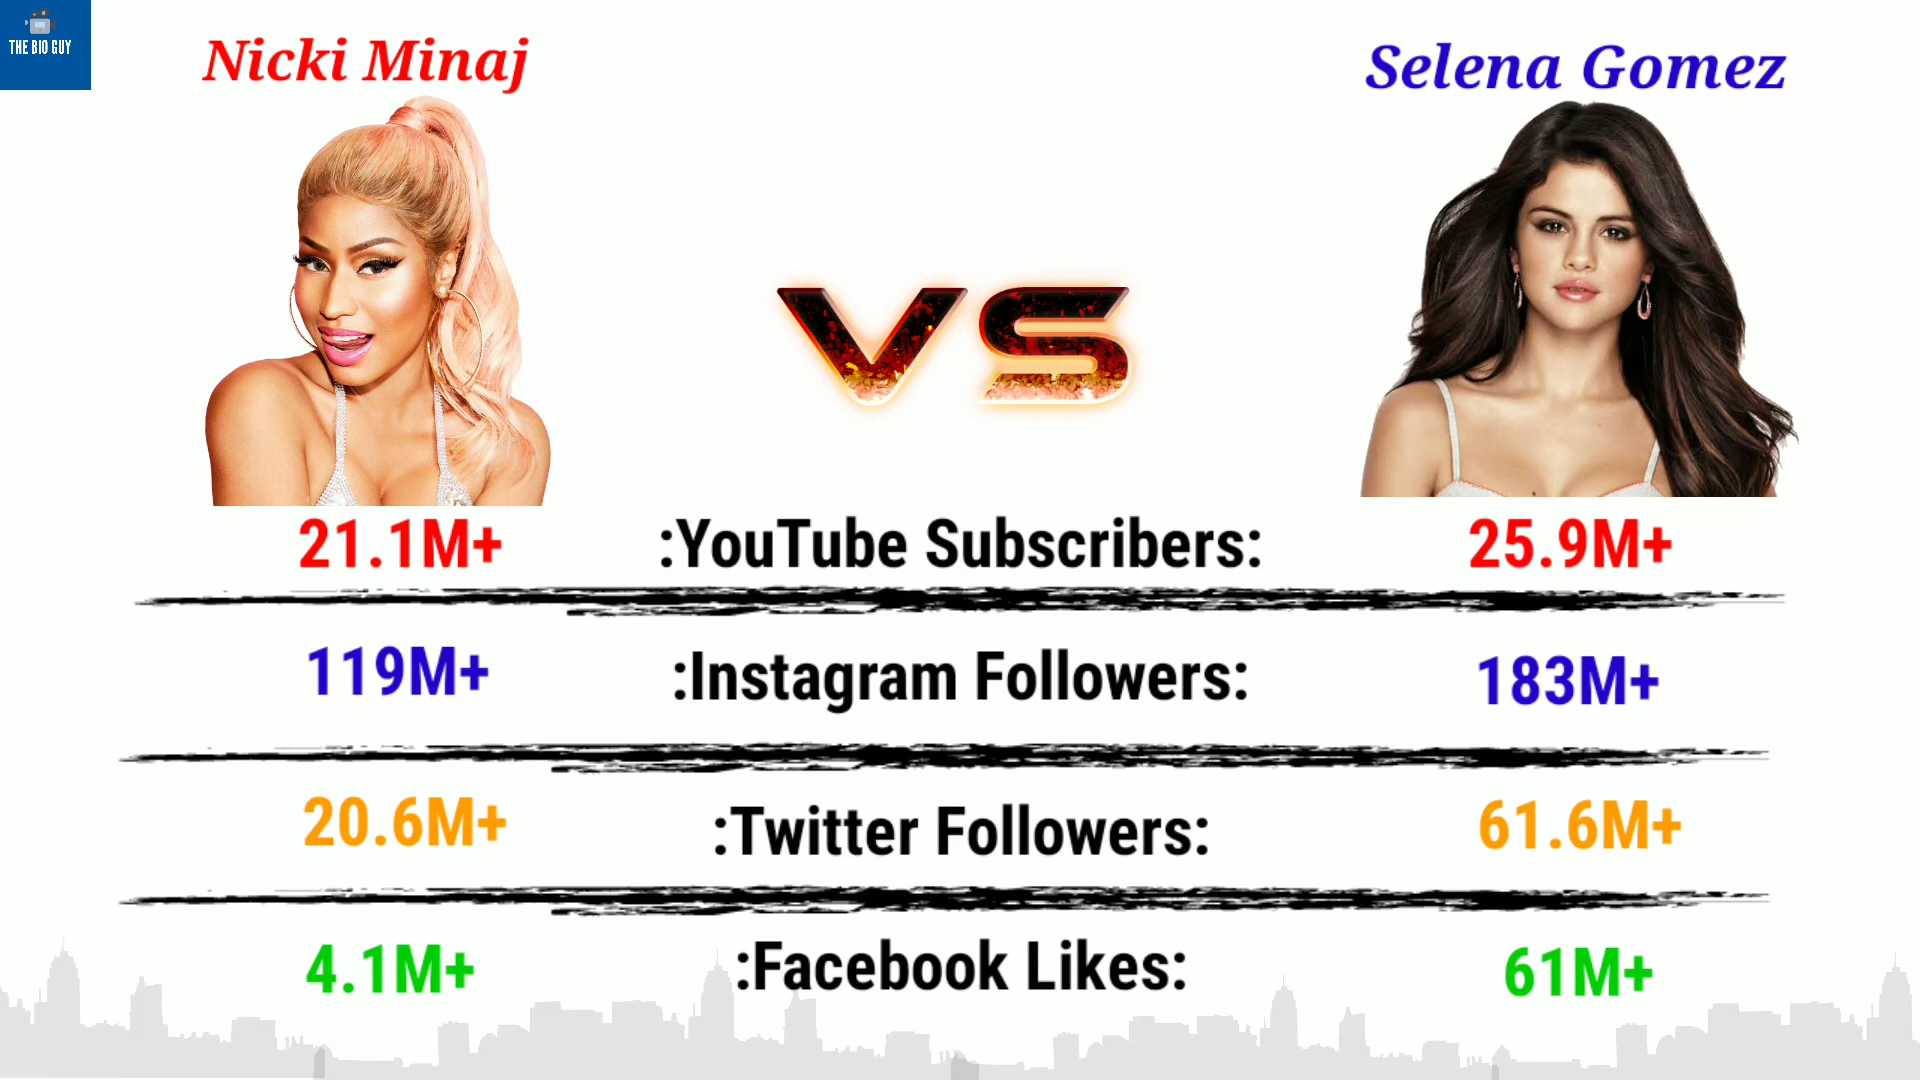 THE BIO GUY
Nicki Minaj
Selena Gomez
VS
21.1M+ :YouTube Subscribers: 25.9M+
119M+ :Instagram Followers: 183M+
20.6M+ :Twitter Followers: 61.6M+
4.1M+ :Facebook Likes: 61M+